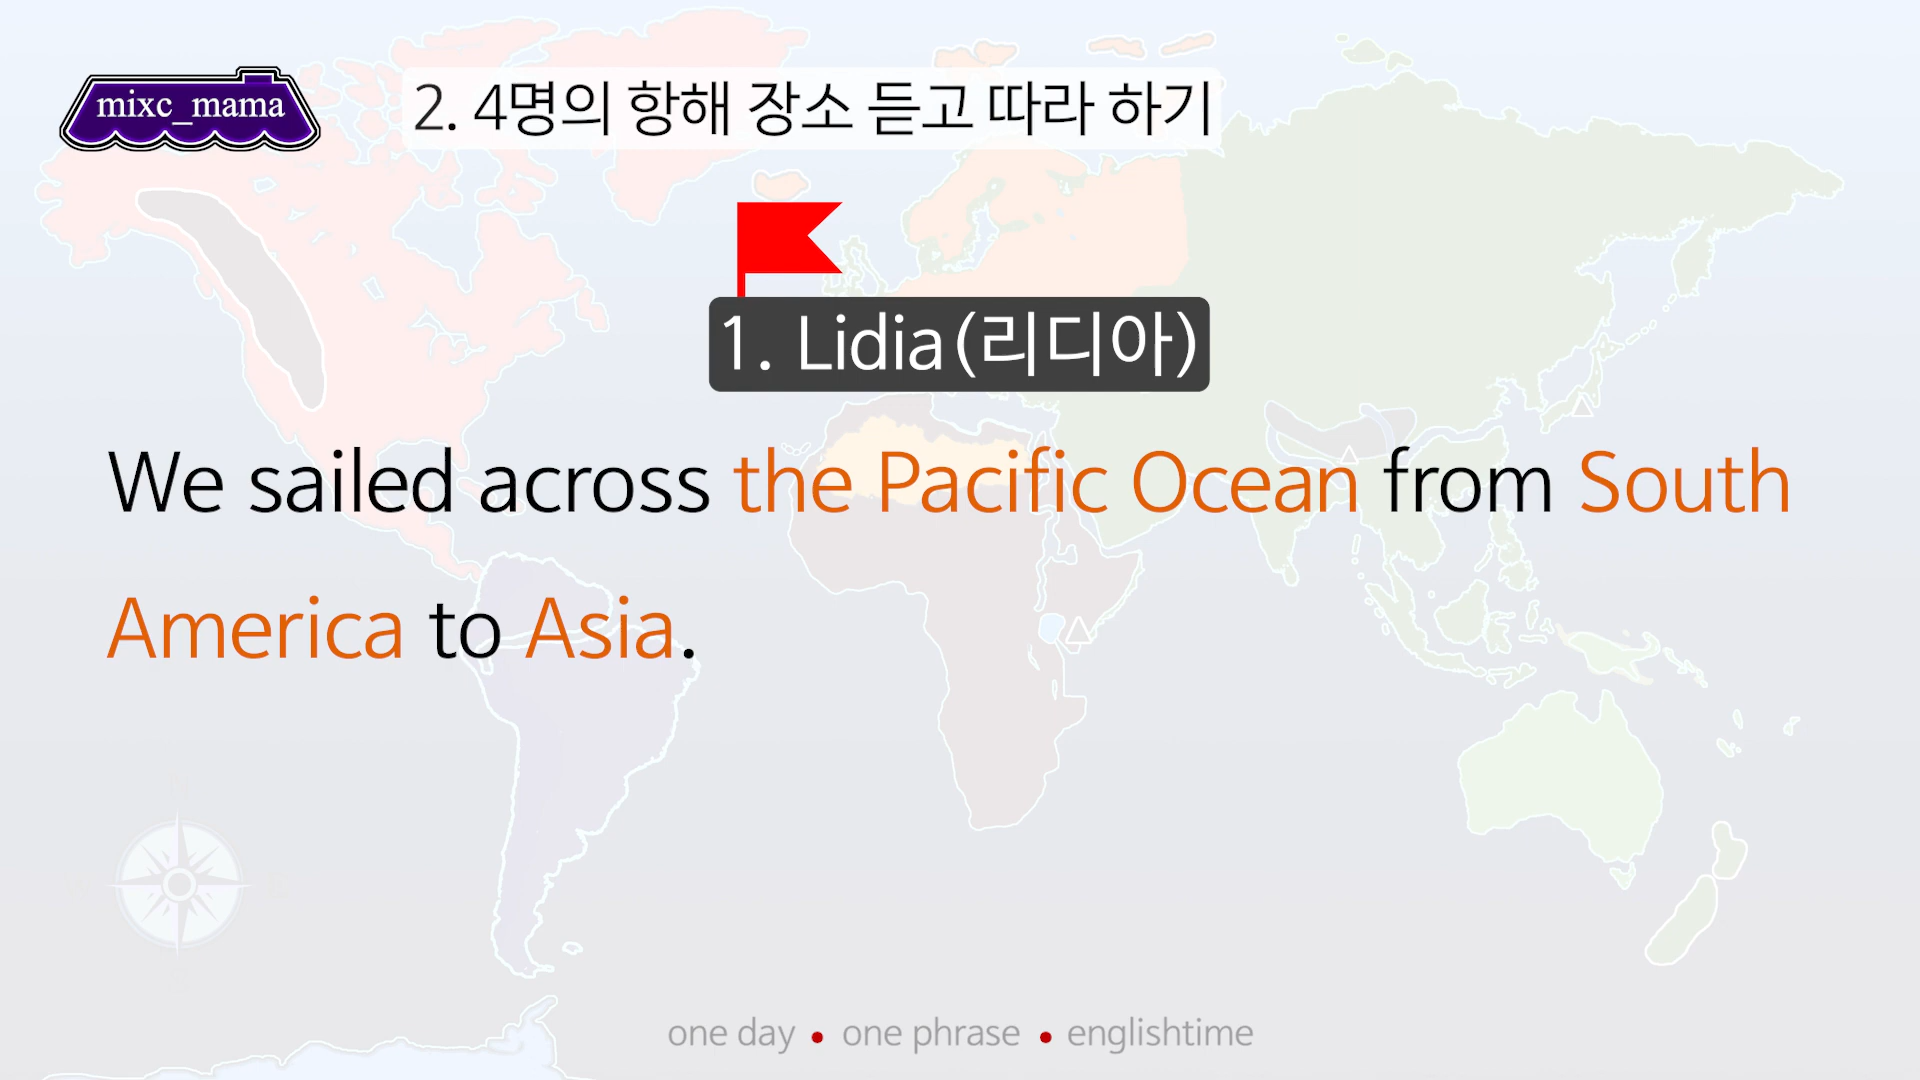 mixc_mama
2. 4명의 항해 장소 듣고 따라 하기
1. Lidia(리디아)
We sailed across the Pacific Ocean from South
America to Asia.
one day • one phrase • englishtime